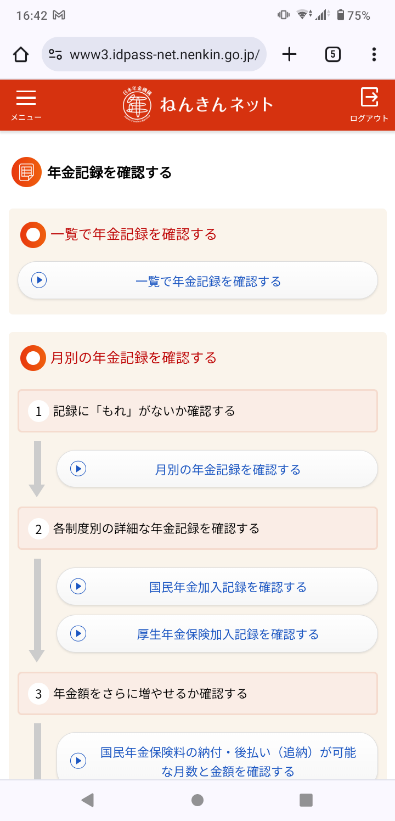 16:42
75%
www3.idpass-net.nenkin.go.jp/
5
メニュー
日本年金機構
ねんきんネット
ログアウト
年金記録を確認する
一覧で年金記録を確認する
一覧で年金記録を確認する
月別の年金記録を確認する
1 記録に「もれ」がないか確認する
月別の年金記録を確認する
2 各制度別の詳細な年金記録を確認する
国民年金加入記録を確認する
厚生年金保険加入記録を確認する
3 年金額をさらに増やせるか確認する
国民年金保険料の納付・後払い（追納）が可能
な月数と金額を確認する